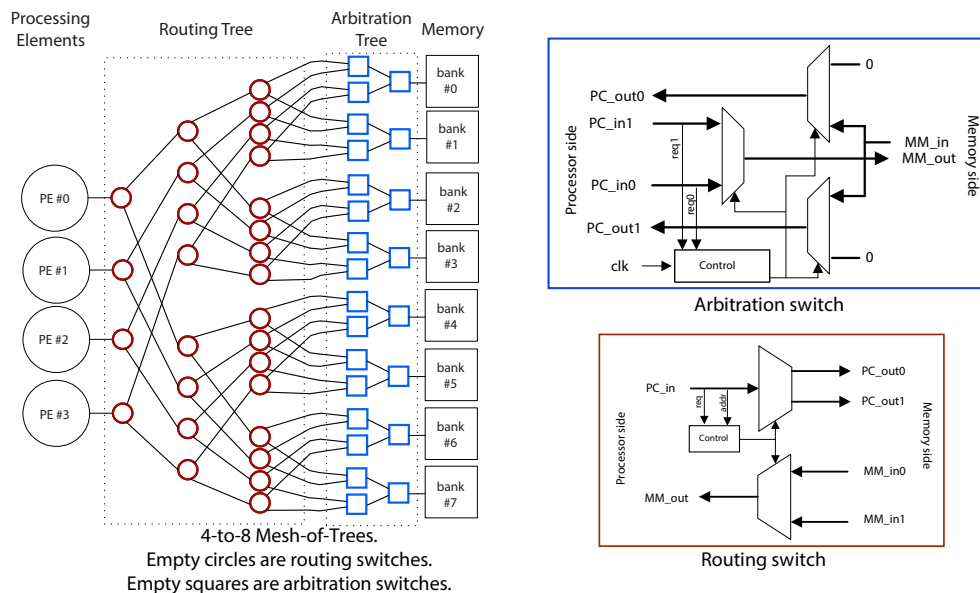 Processing
Elements
Routing Tree
Arbitration
Tree
Memory
PE #0
PE #1
PE #2
PE #3
bank
#0
bank
#1
bank
#2
bank
#3
bank
#4
bank
#5
bank
#6
bank
#7
4-to-8 Mesh-of-Trees.
Empty circles are routing switches.
Empty squares are arbitration switches.
PC_out0
PC_in1
PC_in0
PC_out1
clk
Processor side
req1
req0
Control
0
MM_in
MM_out
0
Memory side
Arbitration switch
PC_in
req
addr
Control
Processor side
MM_out
PC_out0
PC_out1
MM_in0
MM_in1
Memory side
Routing switch